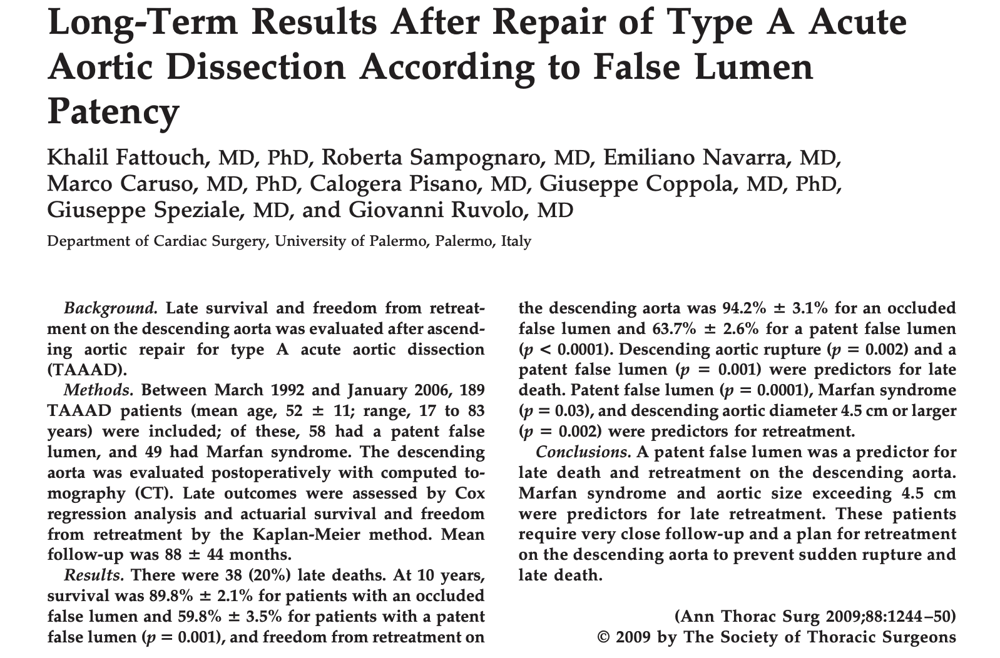 Long-Term Results After Repair of Type A Acute
Aortic Dissection According to False Lumen
Patency
Khalil Fattouch, MD, PhD, Roberta Sampognaro, MD, Emiliano Navarra, MD,
Marco Caruso, MD, PhD, Calogera Pisano, MD, Giuseppe Coppola, MD, PhD,
Giuseppe Speziale, MD, and Giovanni Ruvolo, MD
Department of Cardiac Surgery, University of Palermo, Palermo, Italy
Background. Late survival and freedom from retreat-
ment on the descending aorta was evaluated after ascend-
ing aortic repair for type A acute aortic dissection
(TAAAD).
Methods. Between March 1992 and January 2006, 189
TAAAD patients (mean age, 52 ± 11; range, 17 to 83
years) were included; of these, 58 had a patent false
lumen, and 49 had Marfan syndrome. The descending
aorta was evaluated postoperatively with computed to-
mography (CT). Late outcomes were assessed by Cox
regression analysis and actuarial survival and freedom
from retreatment by the Kaplan-Meier method. Mean
follow-up was 88 ± 44 months.
Results. There were 38 (20%) late deaths. At 10 years,
survival was 89.8% ± 2.1% for patients with an occluded
false lumen and 59.8% ± 3.5% for patients with a patent
false lumen (p = 0.001), and freedom from retreatment on
the descending aorta was 94.2% ± 3.1% for an occluded
false lumen and 63.7% ± 2.6% for a patent false lumen
(p < 0.0001). Descending aortic rupture (p = 0.002) and a
patent false lumen (p = 0.001) were predictors for late
death. Patent false lumen (p = 0.0001), Marfan syndrome
(p = 0.03), and descending aortic diameter 4.5 cm or larger
(p = 0.002) were predictors for retreatment.
Conclusions. A patent false lumen was a predictor for
late death and retreatment on the descending aorta.
Marfan syndrome and aortic size exceeding 4.5 cm
were predictors for late retreatment. These patients
require very close follow-up and a plan for retreatment
on the descending aorta to prevent sudden rupture and
late death.
(Ann Thorac Surg 2009;88:1244–50)
© 2009 by The Society of Thoracic Surgeons